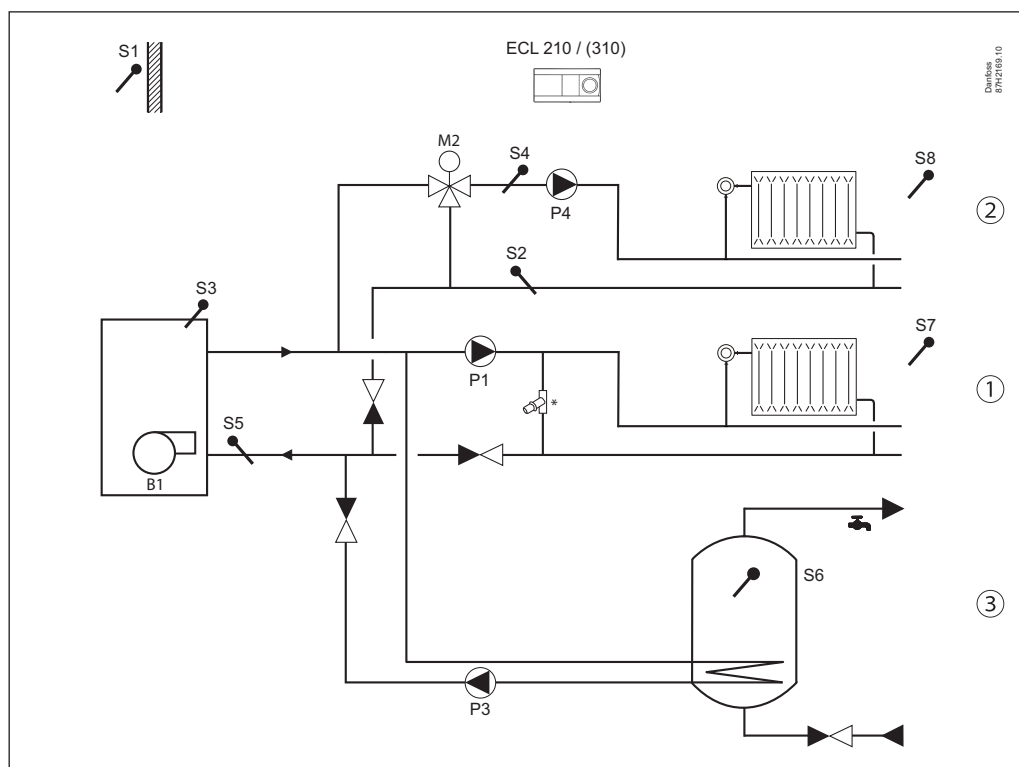 S1
ECL 210 / (310)
Danfoss
87H2169.10
M2
S4
P4
S8
2
S2
S3
S7
P1
1
*
S5
B1
S6
3
P3